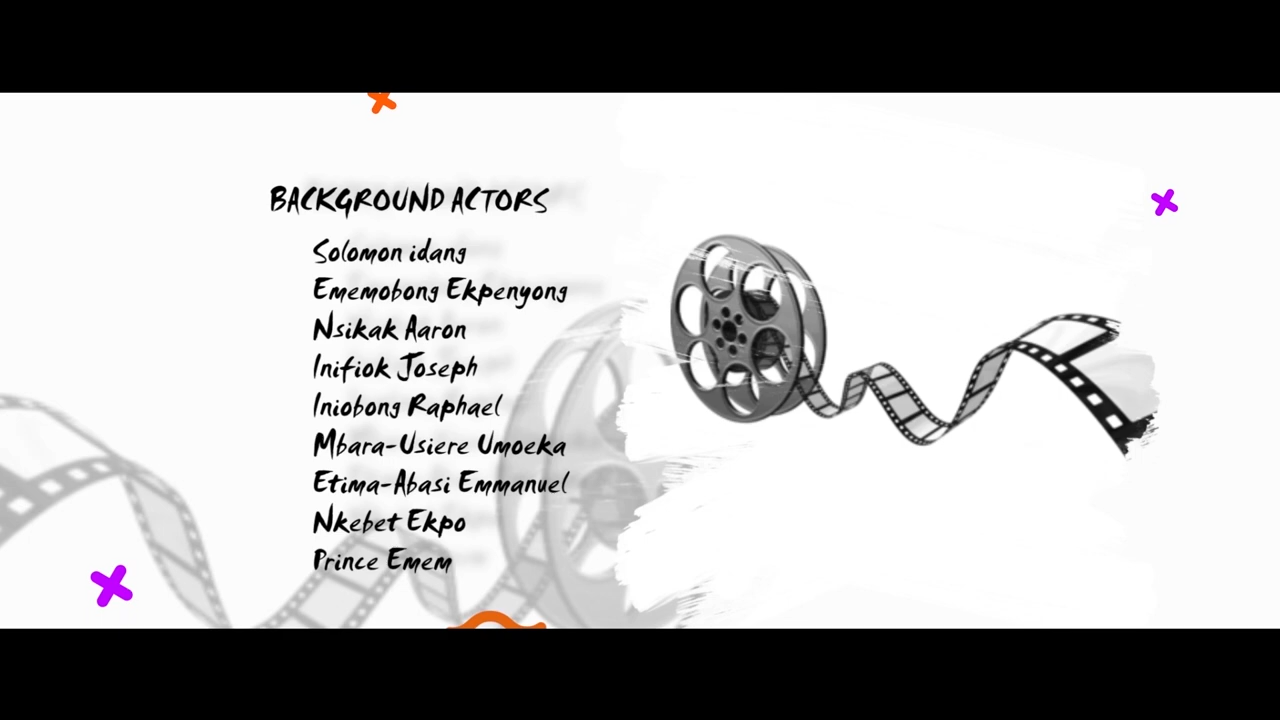 BACKGROUND ACTORS
Solomon idang
Ememobong Ekpenyong
Nsikak Aaron
Inifiok Joseph
Iniobong Raphael
Mbara-Usiere Umoeka
Etima-Abasi Emmanuel
Nkebet Ekpo
Prince Emem